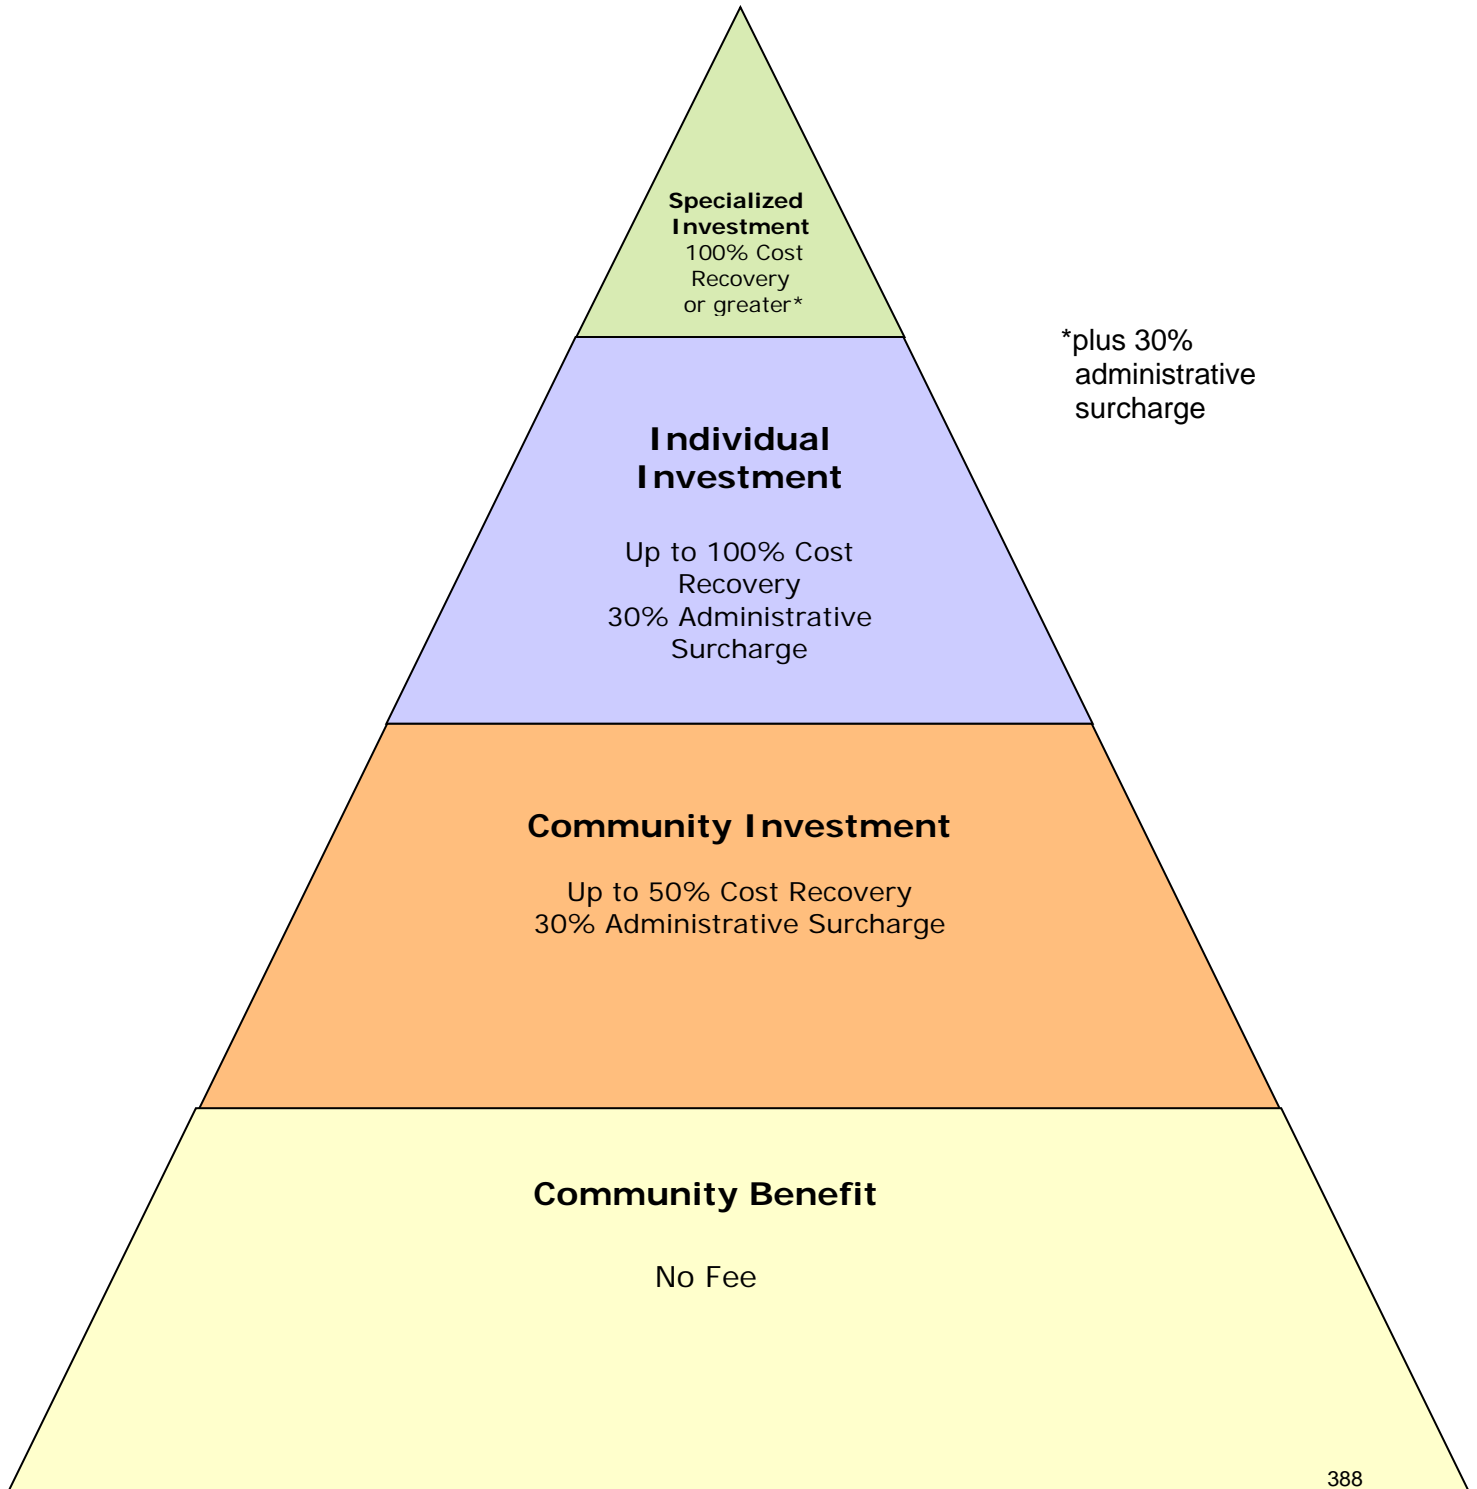 Specialized
Investment
100% Cost
Recovery
or greater*
*plus 30%
administrative
surcharge
Individual
Investment
Up to 100% Cost
Recovery
30% Administrative
Surcharge
Community Investment
Up to 50% Cost Recovery
30% Administrative Surcharge
Community Benefit
No Fee
388